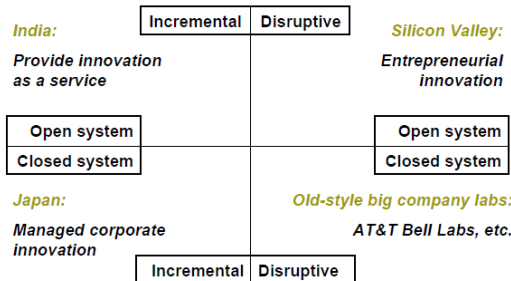 Incremental Disruptive
India:
Silicon Valley:
Provide innovation
as a service
Entrepreneurial
innovation
Open system
Closed system
Open system
Closed system
Japan:
Old-style big company labs:
Managed corporate
innovation
AT&T Bell Labs, etc.
Incremental Disruptive